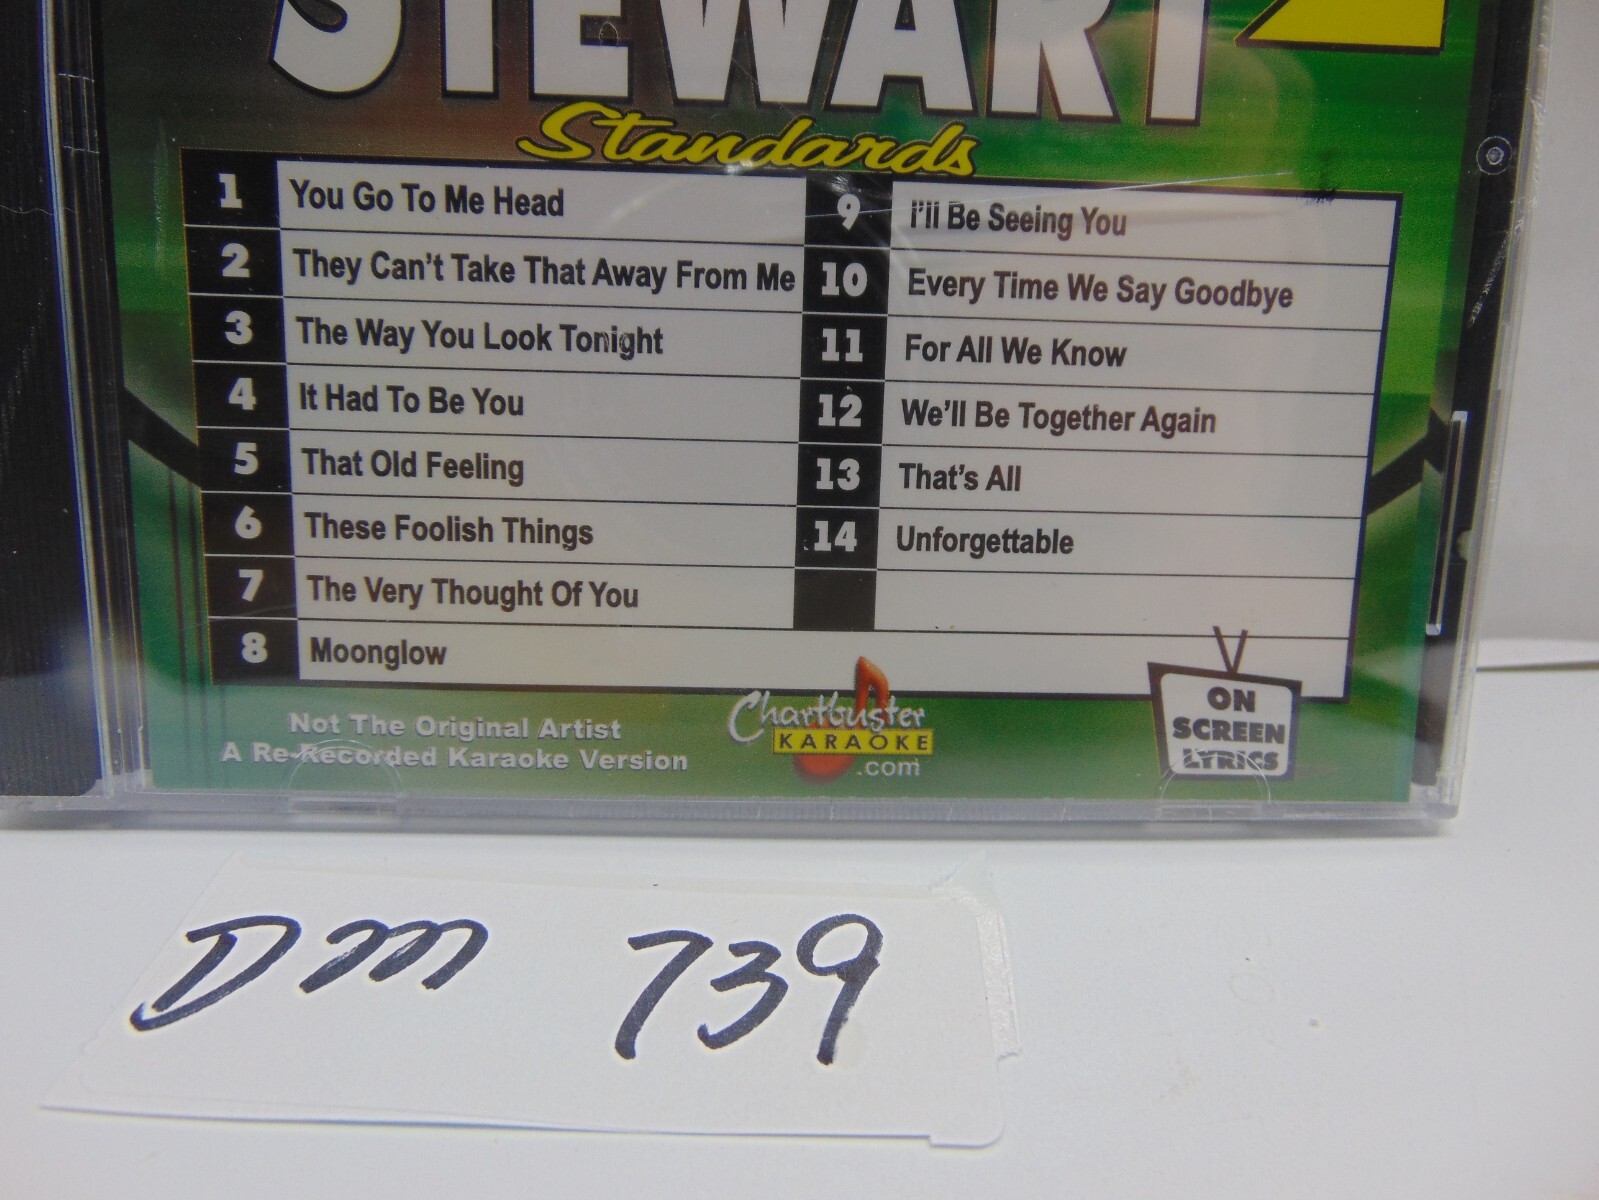 STEWART
Standards
1 You Go To Me Head
2 They Can't Take That Away From Me
3 The Way You Look Tonight
4 It Had To Be You
5 That Old Feeling
6 These Foolish Things
7 The Very Thought Of You
8 Moonglow
9 I'll Be Seeing You
10 Every Time We Say Goodbye
11 For All We Know
12 We'll Be Together Again
13 That's All
14 Unforgettable
Not The Original Artist
A Re-Recorded Karaoke Version
Chartbuster
KARAOKE
.com
ON
SCREEN
LYRICS
DM 739